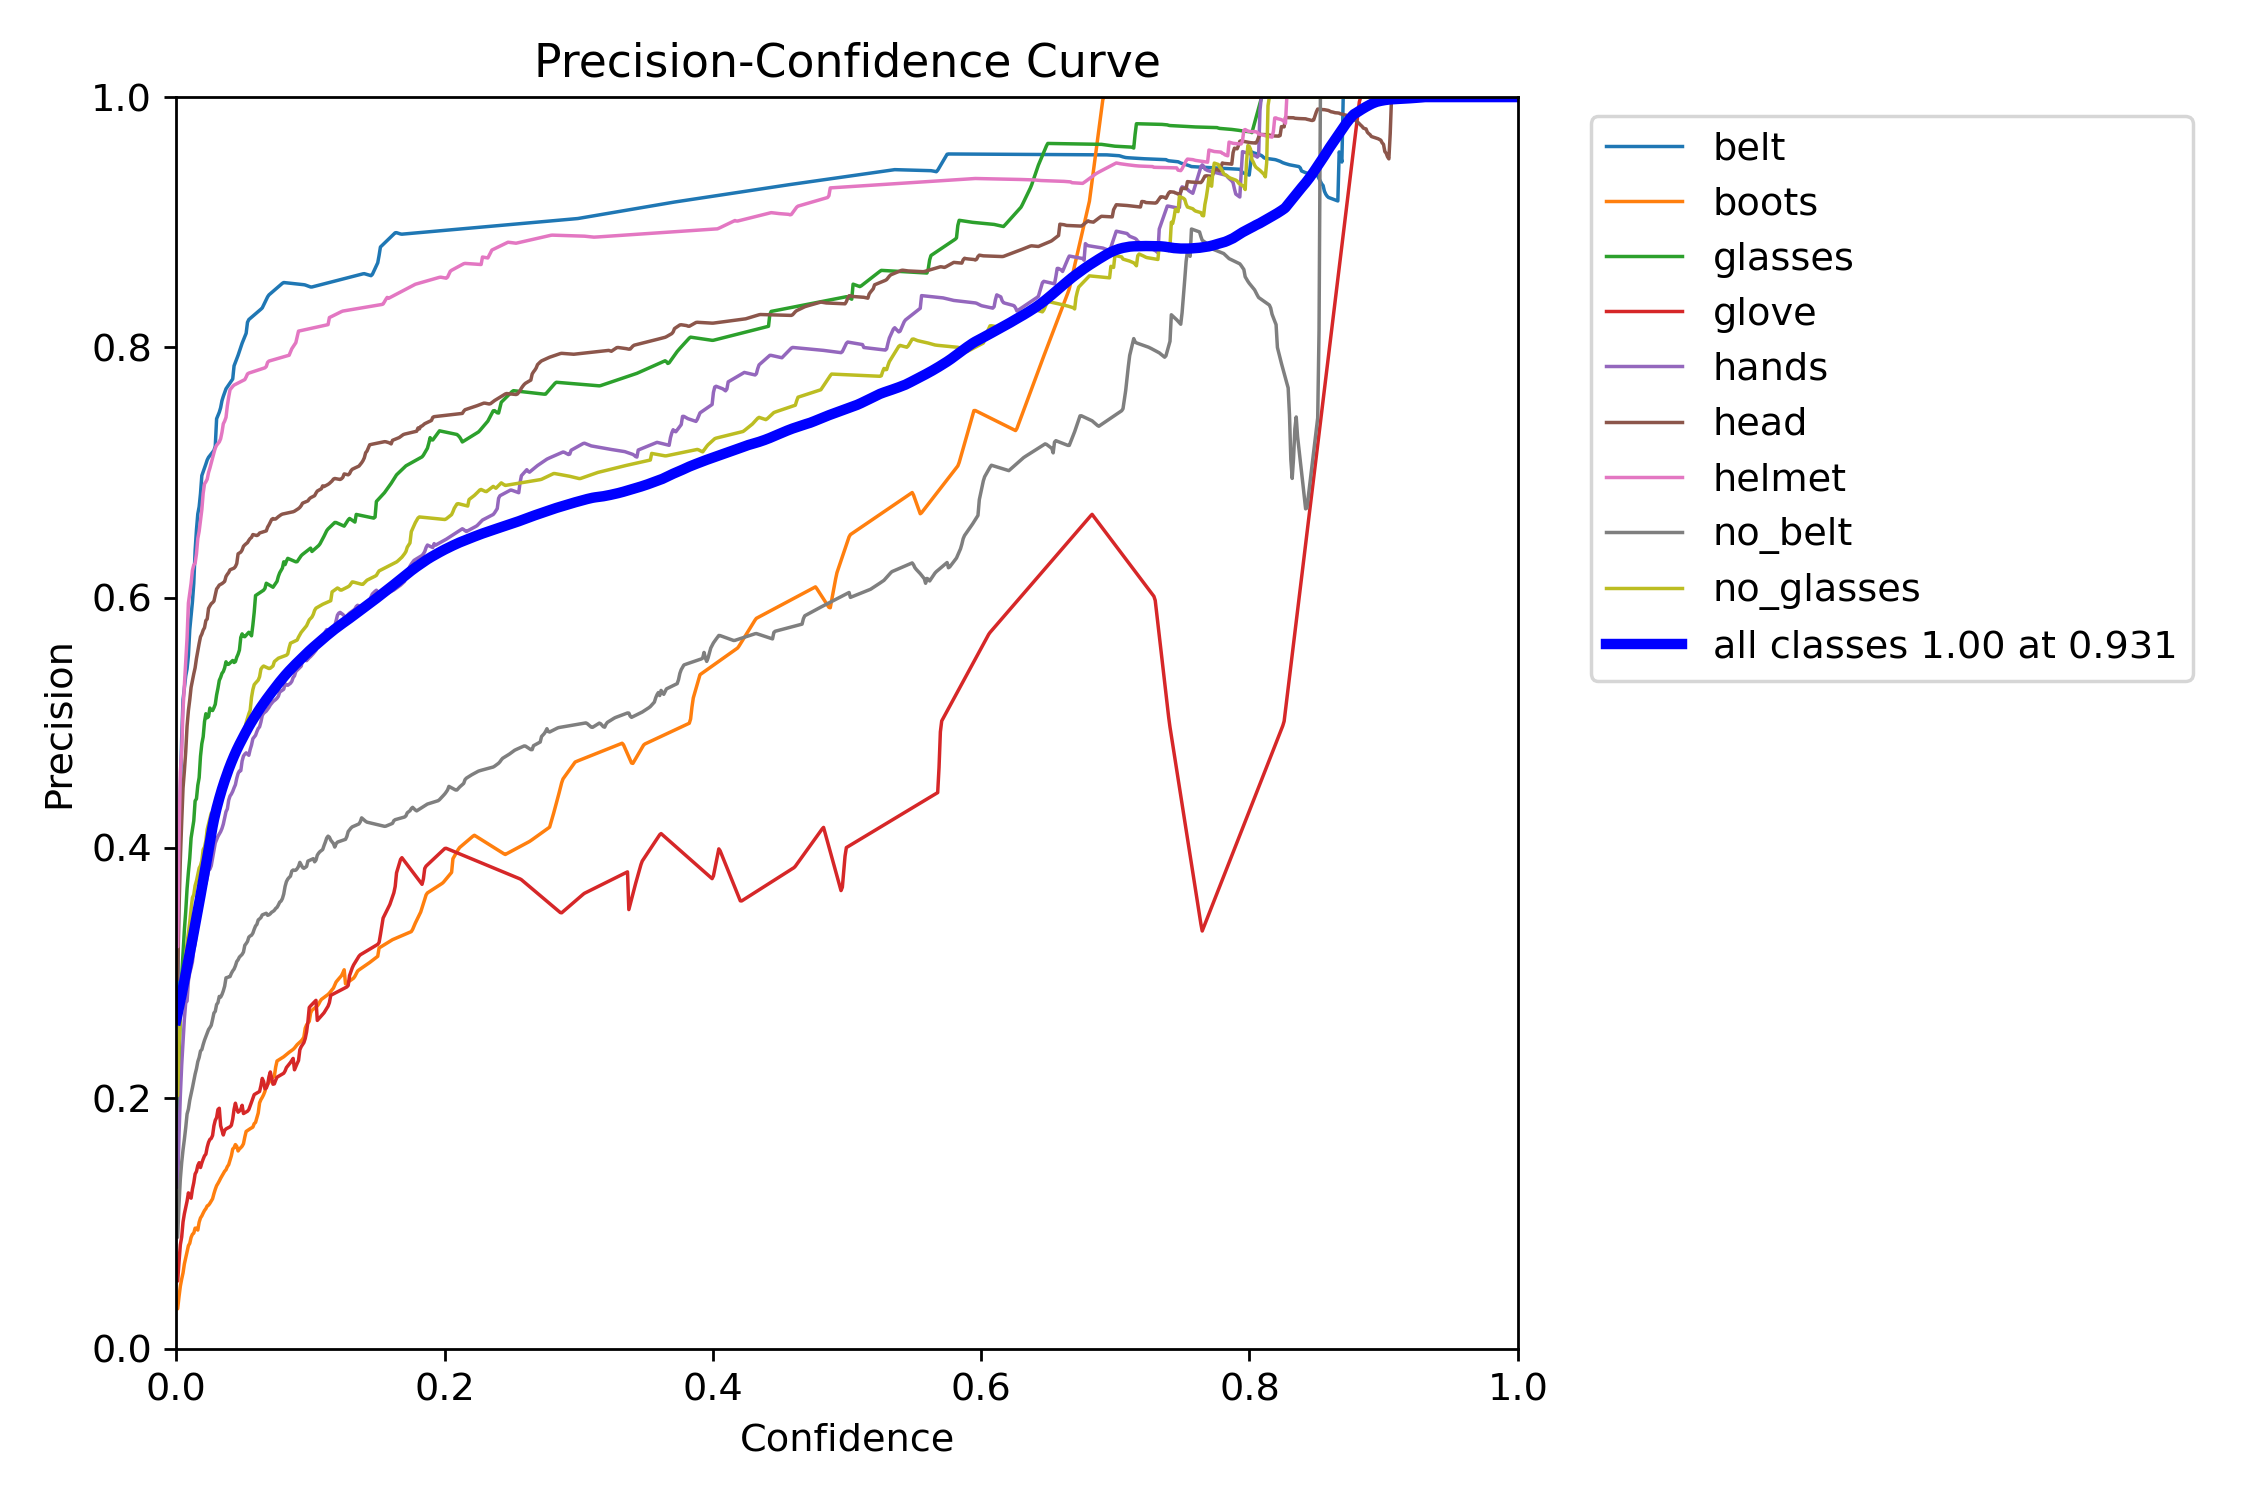 Precision-Confidence Curve
1.0
0.8
0.6
0.4
0.2
0.0
Precision
0.0 0.2 0.4 0.6 0.8 1.0
Confidence
belt
boots
glasses
glove
hands
head
helmet
no_belt
no_glasses
all classes 1.00 at 0.931